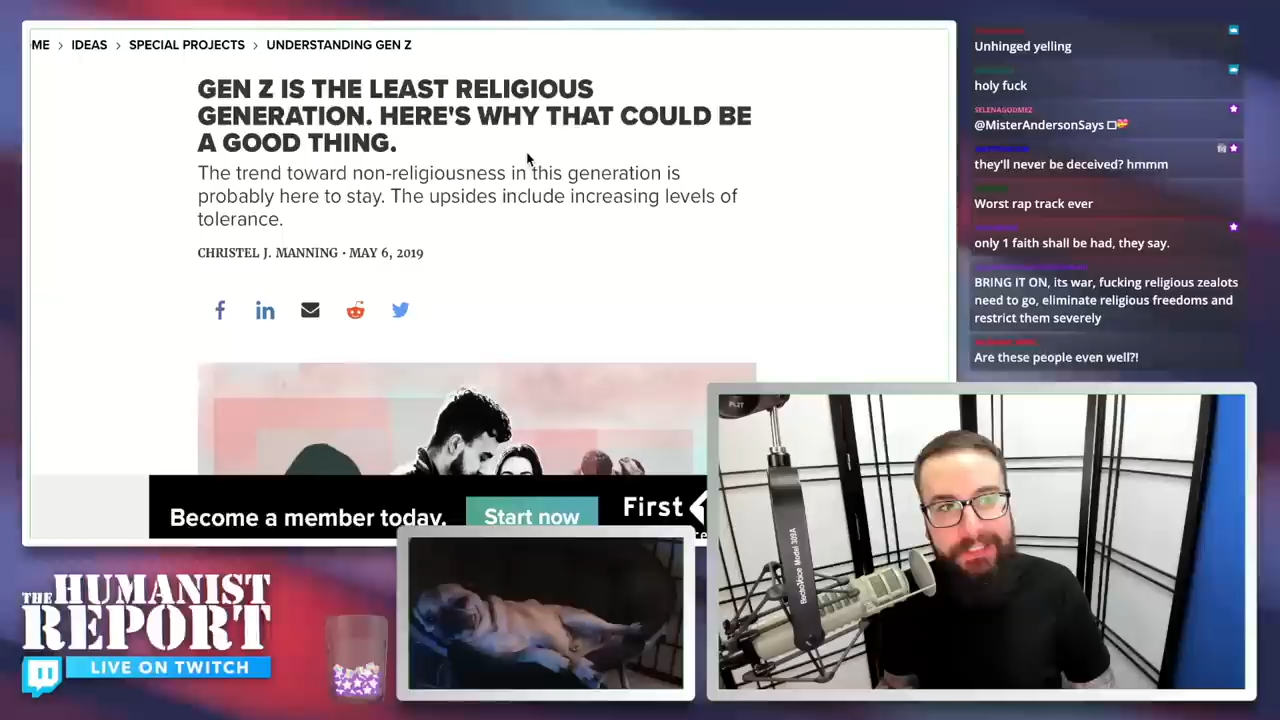 ME > IDEAS > SPECIAL PROJECTS > UNDERSTANDING GEN Z
GEN Z IS THE LEAST RELIGIOUS
GENERATION. HERE'S WHY THAT COULD BE
A GOOD THING.
The trend toward non-religiousness in this generation is
probably here to stay. The upsides include increasing levels of
tolerance.
CHRISTEL J. MANNING · MAY 6, 2019
Become a member today.
Start now
First
Unhinged yelling
holy fuck
SELENAGODMEZ
@MisterAndersonSays
they'll never be deceived? hmmm
Worst rap track ever
only 1 faith shall be had, they say.
BRING IT ON, its war, fucking religious zealots
need to go, eliminate religious freedoms and
restrict them severely
Are these people even well?!
PL2T
ElectroVoice Model 309A
THE HUMANIST
REPORT
LIVE ON TWITCH